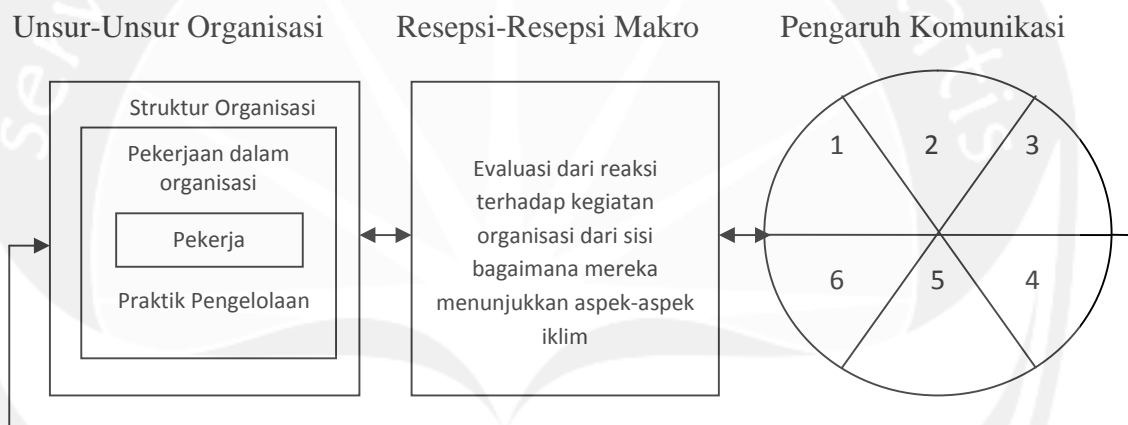 Unsur-Unsur Organisasi
Resepsi-Resepsi Makro
Pengaruh Komunikasi
Struktur Organisasi
Pekerjaan dalam
organisasi
Pekerja
Praktik Pengelolaan
Evaluasi dari reaksi
terhadap kegiatan
organisasi dari sisi
bagaimana mereka
menunjukkan aspek-aspek
iklim
1
2
3
6
5
4